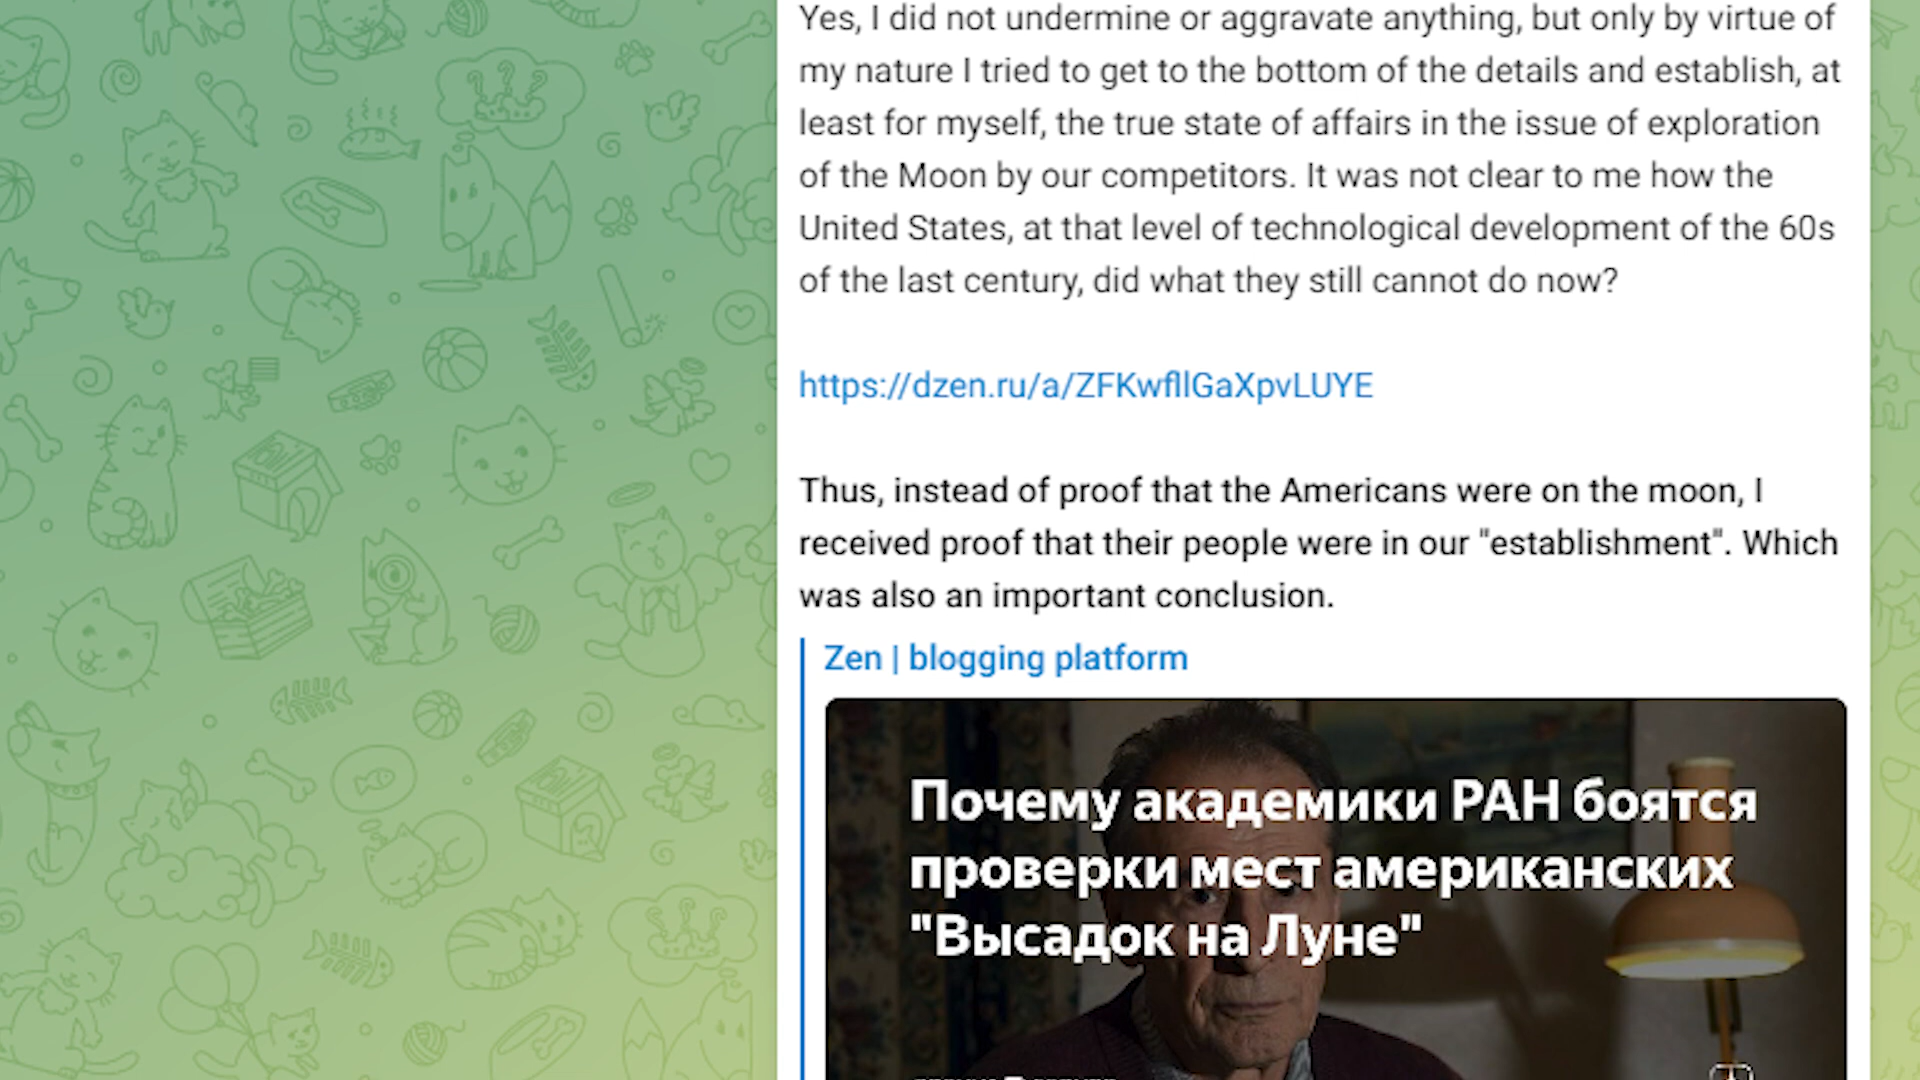 Yes, I did not undermine or aggravate anything, but only by virtue of
my nature I tried to get to the bottom of the details and establish, at
least for myself, the true state of affairs in the issue of exploration
of the Moon by our competitors. It was not clear to me how the
United States, at that level of technological development of the 60s
of the last century, did what they still cannot do now?
https://dzen.ru/a/ZFKwfllGaXpvLUYE
Thus, instead of proof that the Americans were on the moon, I
received proof that their people were in our "establishment". Which
was also an important conclusion.
Zen | blogging platform
Почему академики РАН боятся
проверки мест американских
"Высадок на Луне"